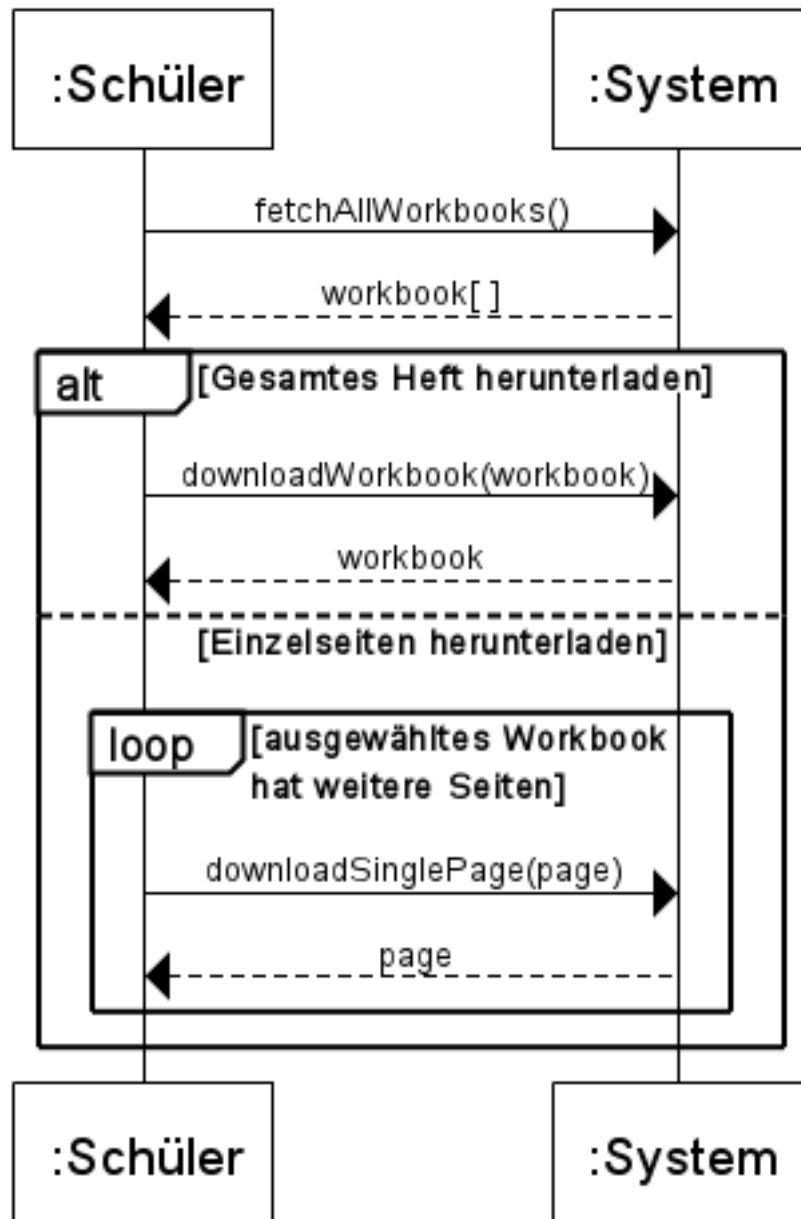 :Schüler
:System
fetchAllWorkbooks()
workbook[ ]
alt
[Gesamtes Heft herunterladen]
downloadWorkbook(workbook)
workbook
[Einzelseiten herunterladen]
loop
[ausgewähltes Workbook
hat weitere Seiten]
downloadSinglePage(page)
page
:Schüler
:System